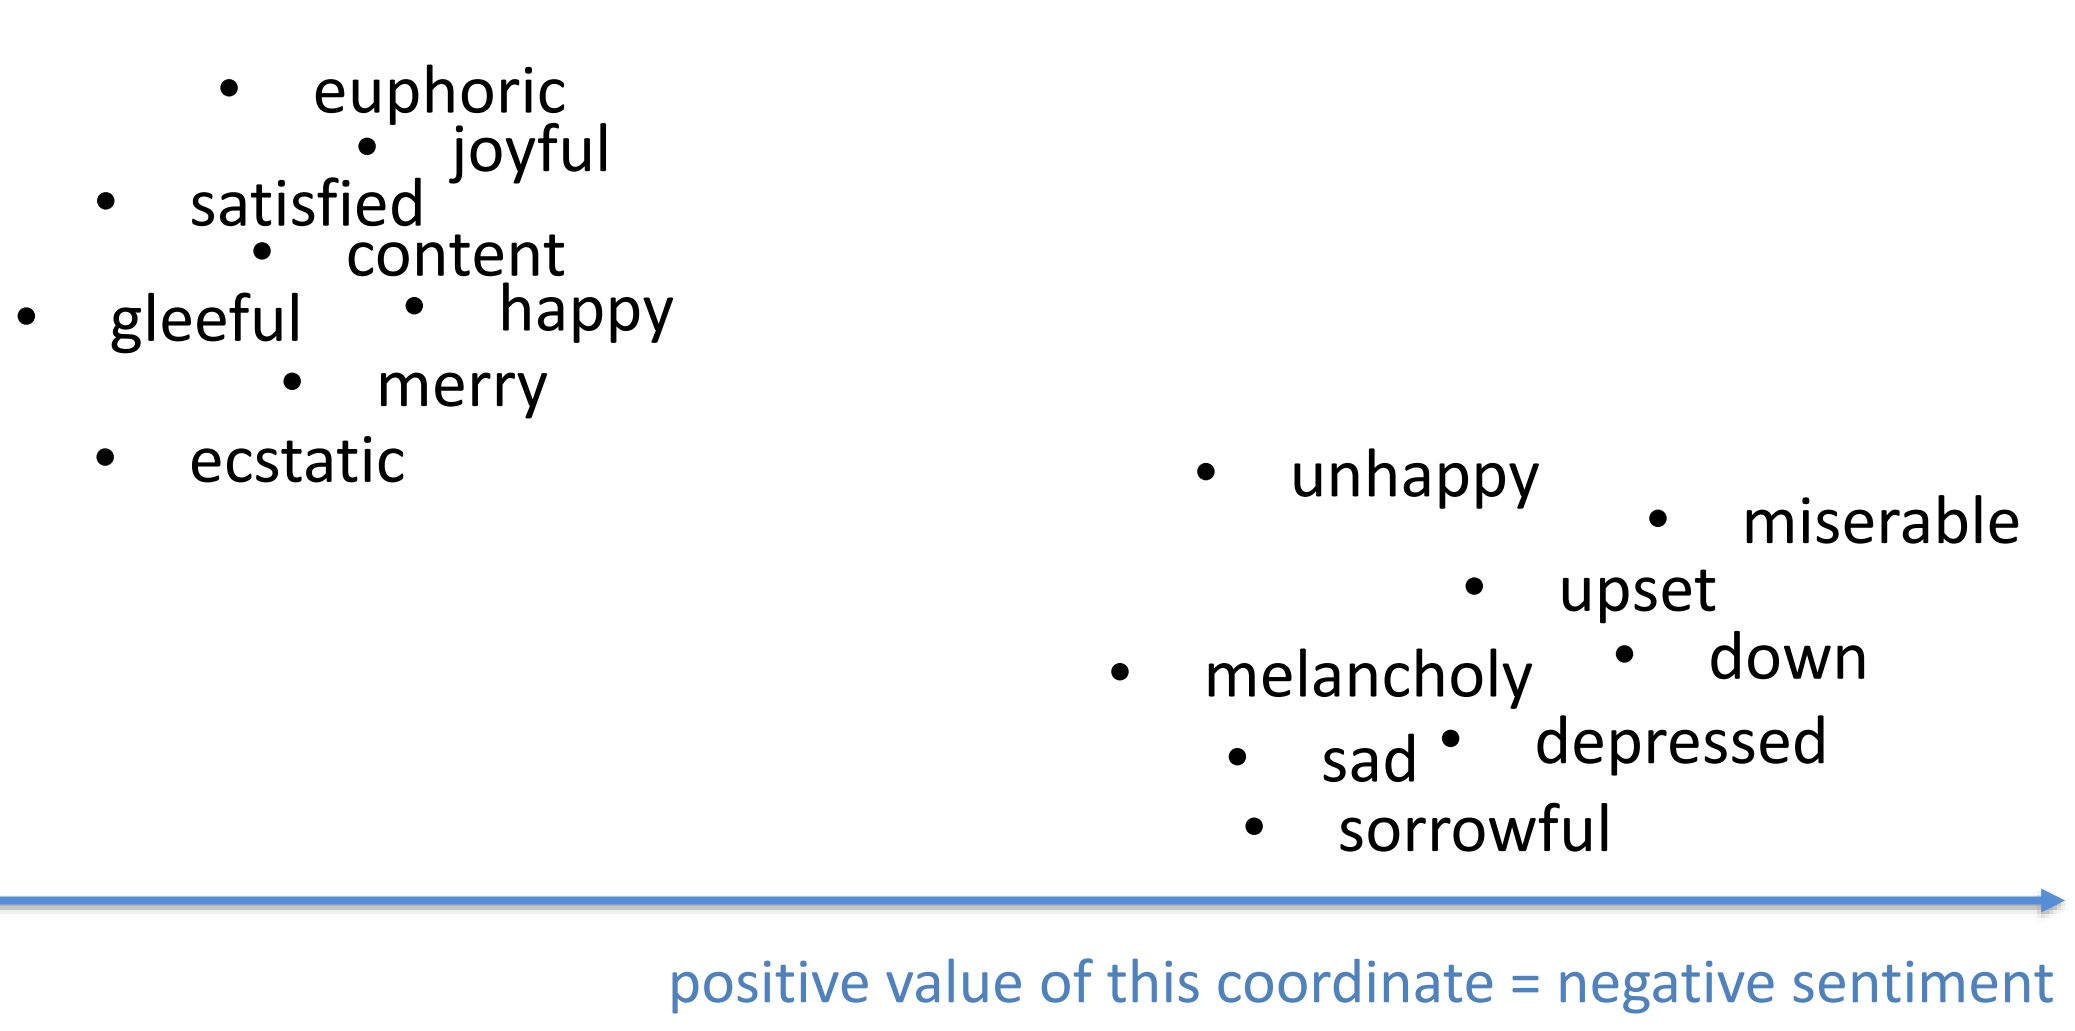 • euphoric
• joyful
• satisfied
• content
• gleeful
• happy
• merry
• ecstatic
• unhappy
• miserable
• upset
• melancholy
• down
• sad
• depressed
• sorrowful
positive value of this coordinate = negative sentiment